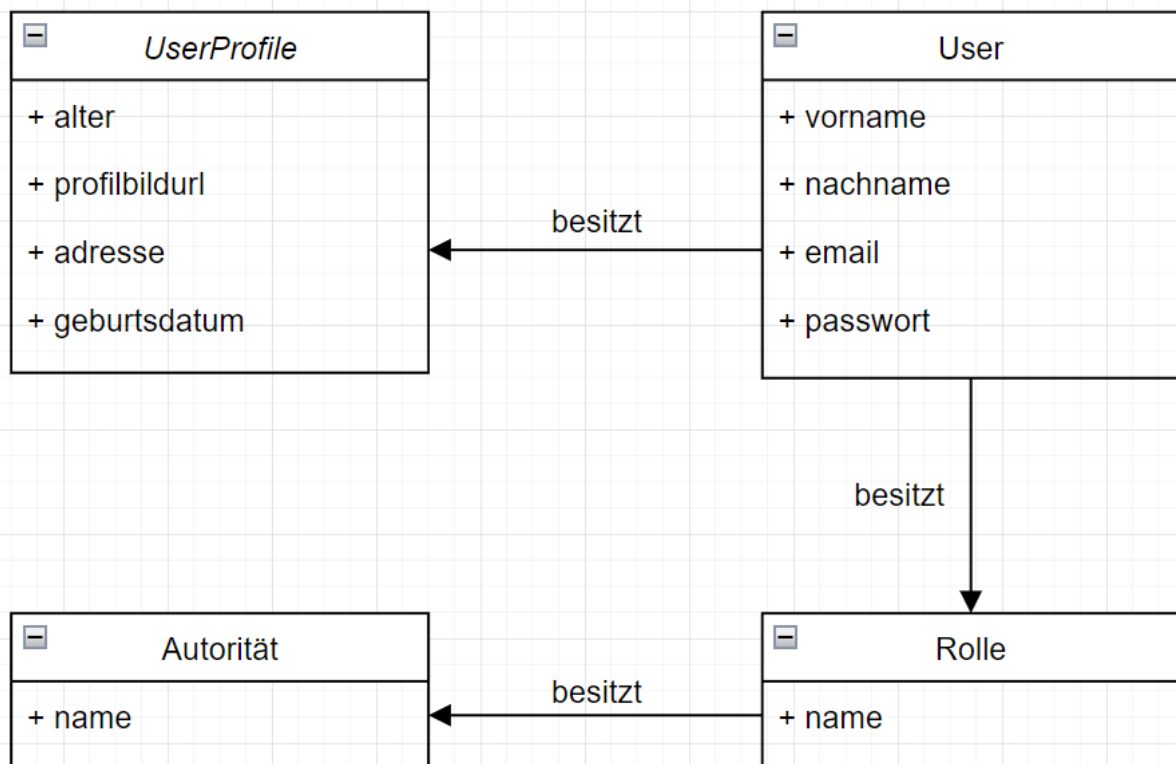 UserProfile
+ alter
+ profilbildurl
+ adresse
+ geburtsdatum
besitzt
User
+ vorname
+ nachname
+ email
+ passwort
besitzt
Autorität
+ name
besitzt
Rolle
+ name